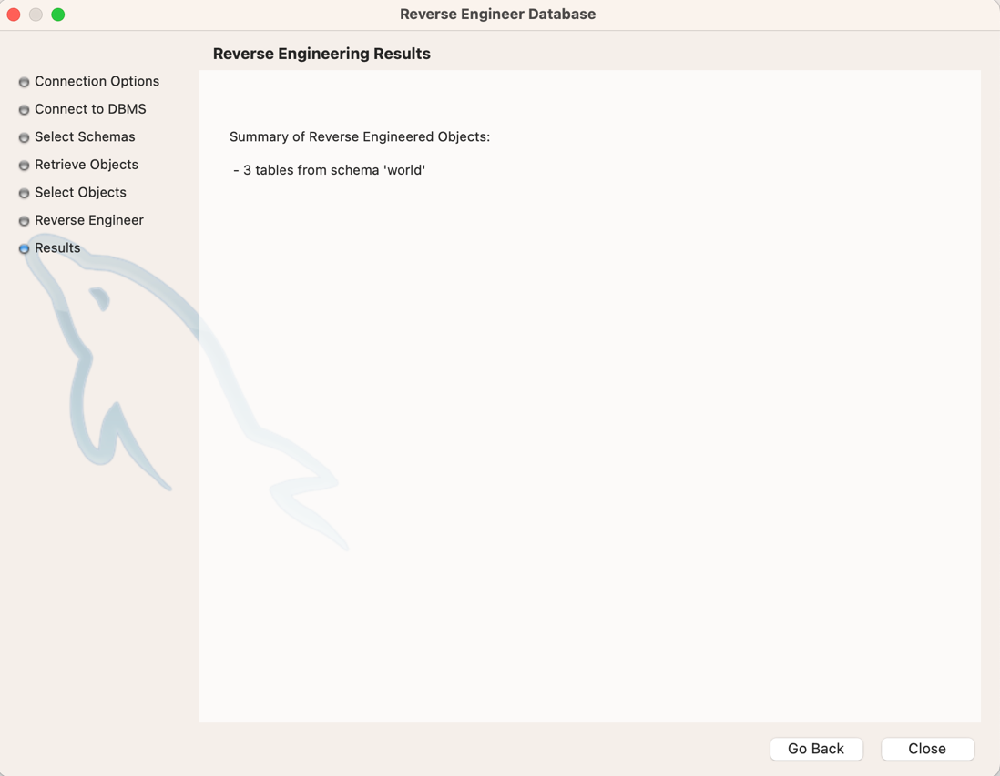 Reverse Engineer Database
Reverse Engineering Results
Connection Options
Connect to DBMS
Select Schemas
Retrieve Objects
Select Objects
Reverse Engineer
Results
Summary of Reverse Engineered Objects:
- 3 tables from schema 'world'
Go Back
Close